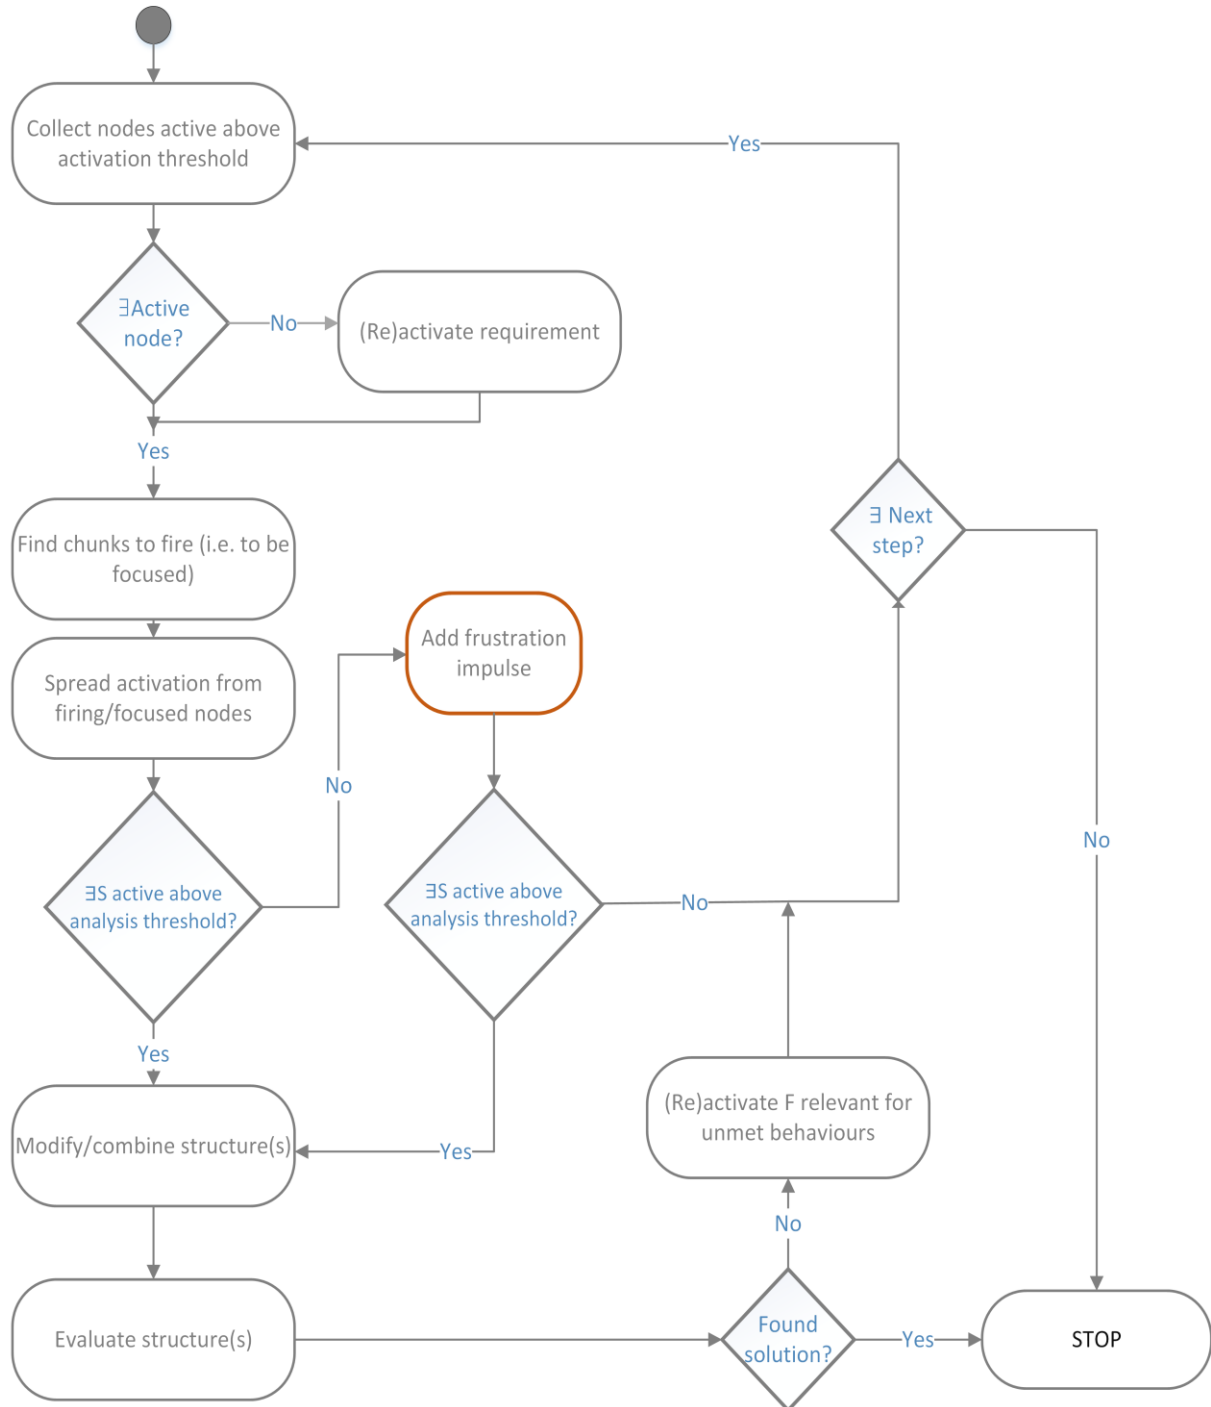 Collect nodes active above
activation threshold
Yes
∃Active
node?
No
(Re)activate requirement
Yes
Find chunks to fire (i.e. to be
focused)
∃ Next
step?
Add frustration
impulse
Spread activation from
firing/focused nodes
No
No
∃S active above
analysis threshold?
∃S active above
analysis threshold?
No
Yes
Modify/combine structure(s)
Yes
(Re)activate F relevant for
unmet behaviours
No
Evaluate structure(s)
Found
solution?
Yes
STOP